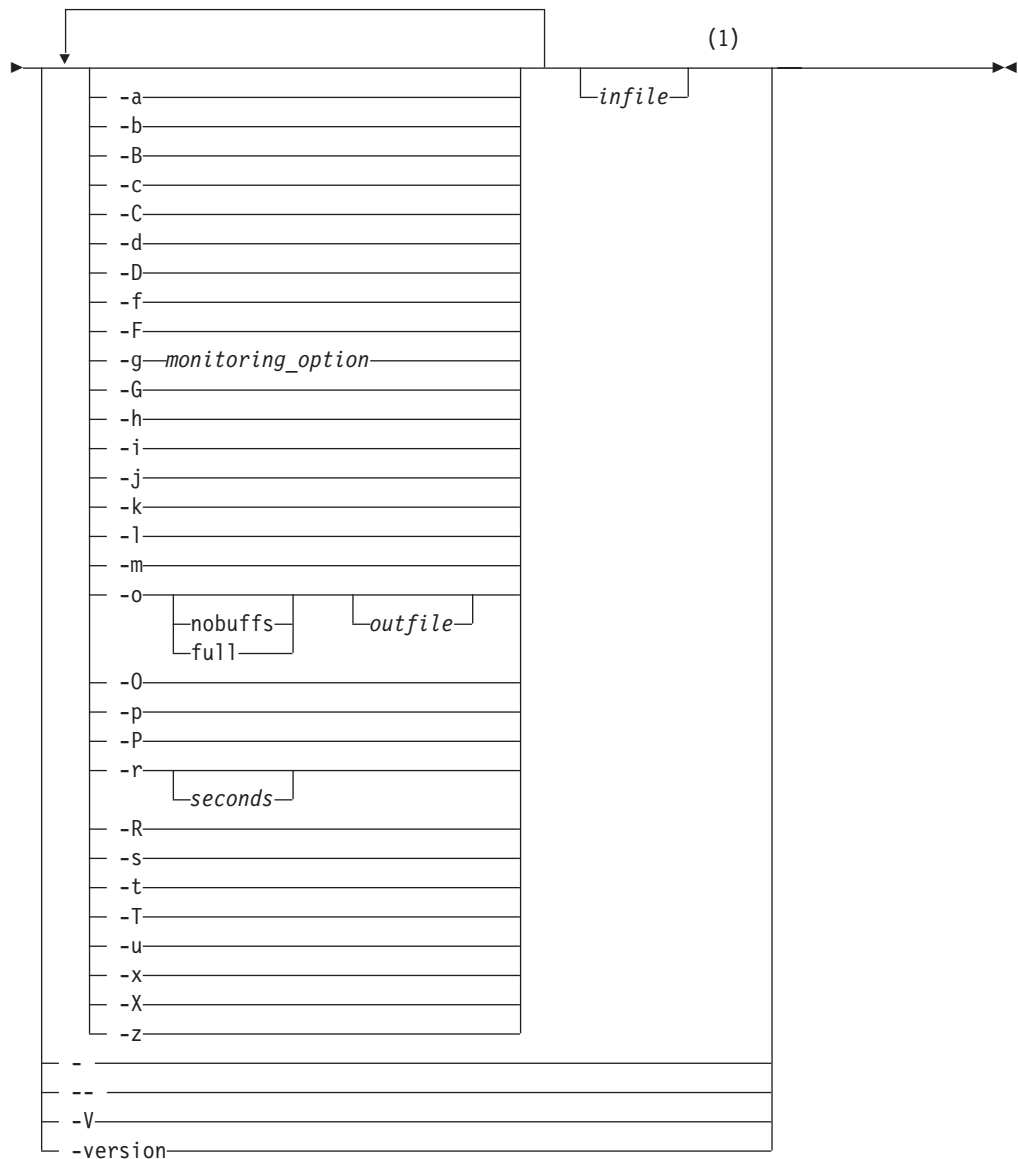 (1)
infile
-a
-b
-B
-c
-C
-d
-D
-f
-F
-g monitoring_option
-G
-h
-i
-j
-k
-l
-m
-o
nobuffs outfile
full
-O
-p
-P
-r
seconds
-R
-s
-t
-T
-u
-x
-X
-z
-
--
-V
-version